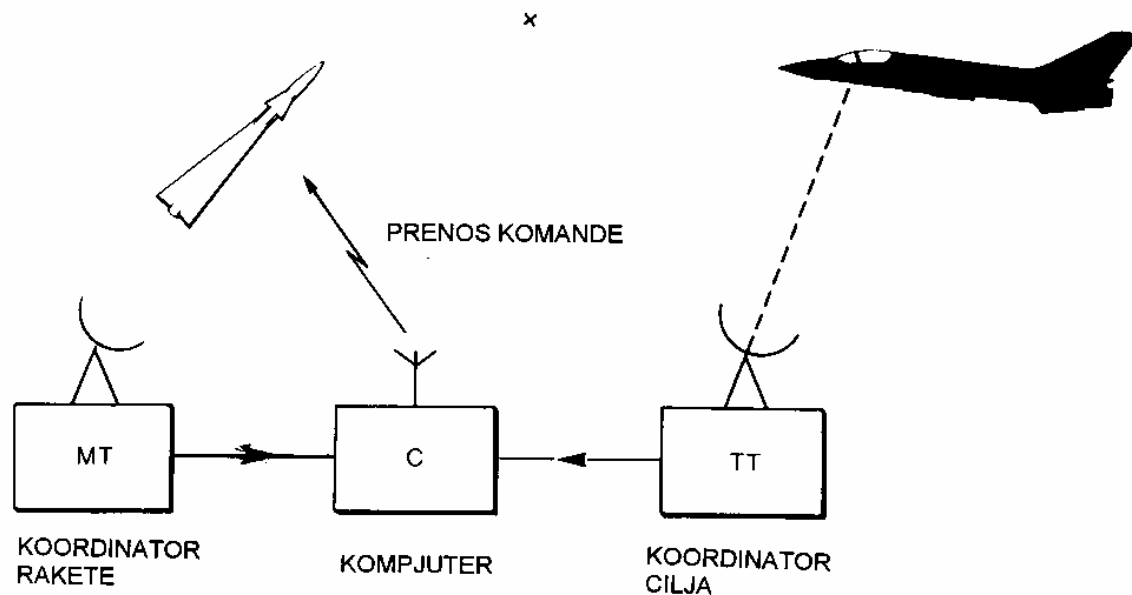 x
PRENOS KOMANDE
MT
C
TT
KOORDINATOR
RAKETE
KOMPJUTER
KOORDINATOR
CILJA